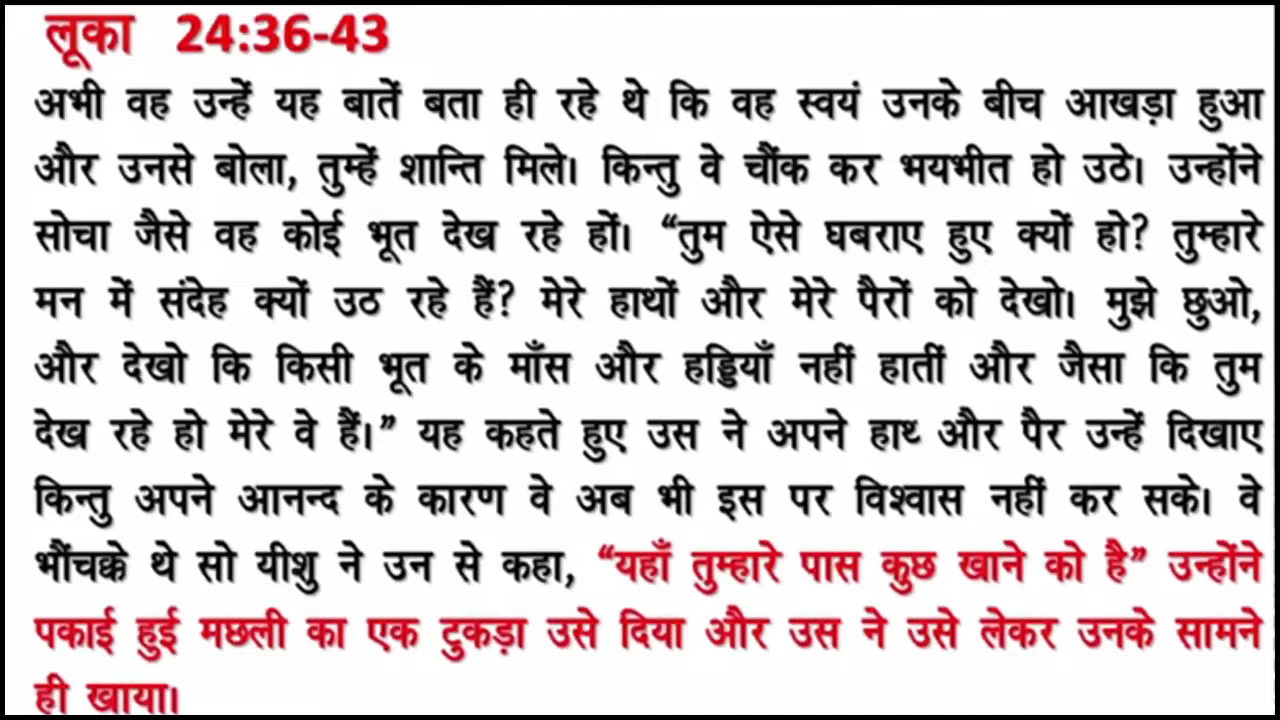 लूका 24:36-43
अभी वह उन्हें यह बातें बता ही रहे थे कि वह स्वयं उनके बीच आखड़ा हुआ
और उनसे बोला, तुम्हें शान्ति मिले। किन्तु वे चौंक कर भयभीत हो उठे। उन्होंने
सोचा जैसे वह कोई भूत देख रहे हों। “तुम ऐसे घबराए हुए क्यों हो? तुम्हारे
मन में संदेह क्यों उठ रहे हैं? मेरे हाथों और मेरे पैरों को देखो। मुझे छुओ,
और देखो कि किसी भूत के माँस और हड्डियाँ नहीं हातीं और जैसा कि तुम
देख रहे हो मेरे वे हैं।” यह कहते हुए उस ने अपने हाथ् और पैर उन्हें दिखाए
किन्तु अपने आनन्द के कारण वे अब भी इस पर विश्वास नहीं कर सके। वे
भौंचक्के थे सो यीशु ने उन से कहा, “यहाँ तुम्हारे पास कुछ खाने को है” उन्होंने
पकाई हुई मछली का एक टुकड़ा उसे दिया और उस ने उसे लेकर उनके सामने
ही खाया।